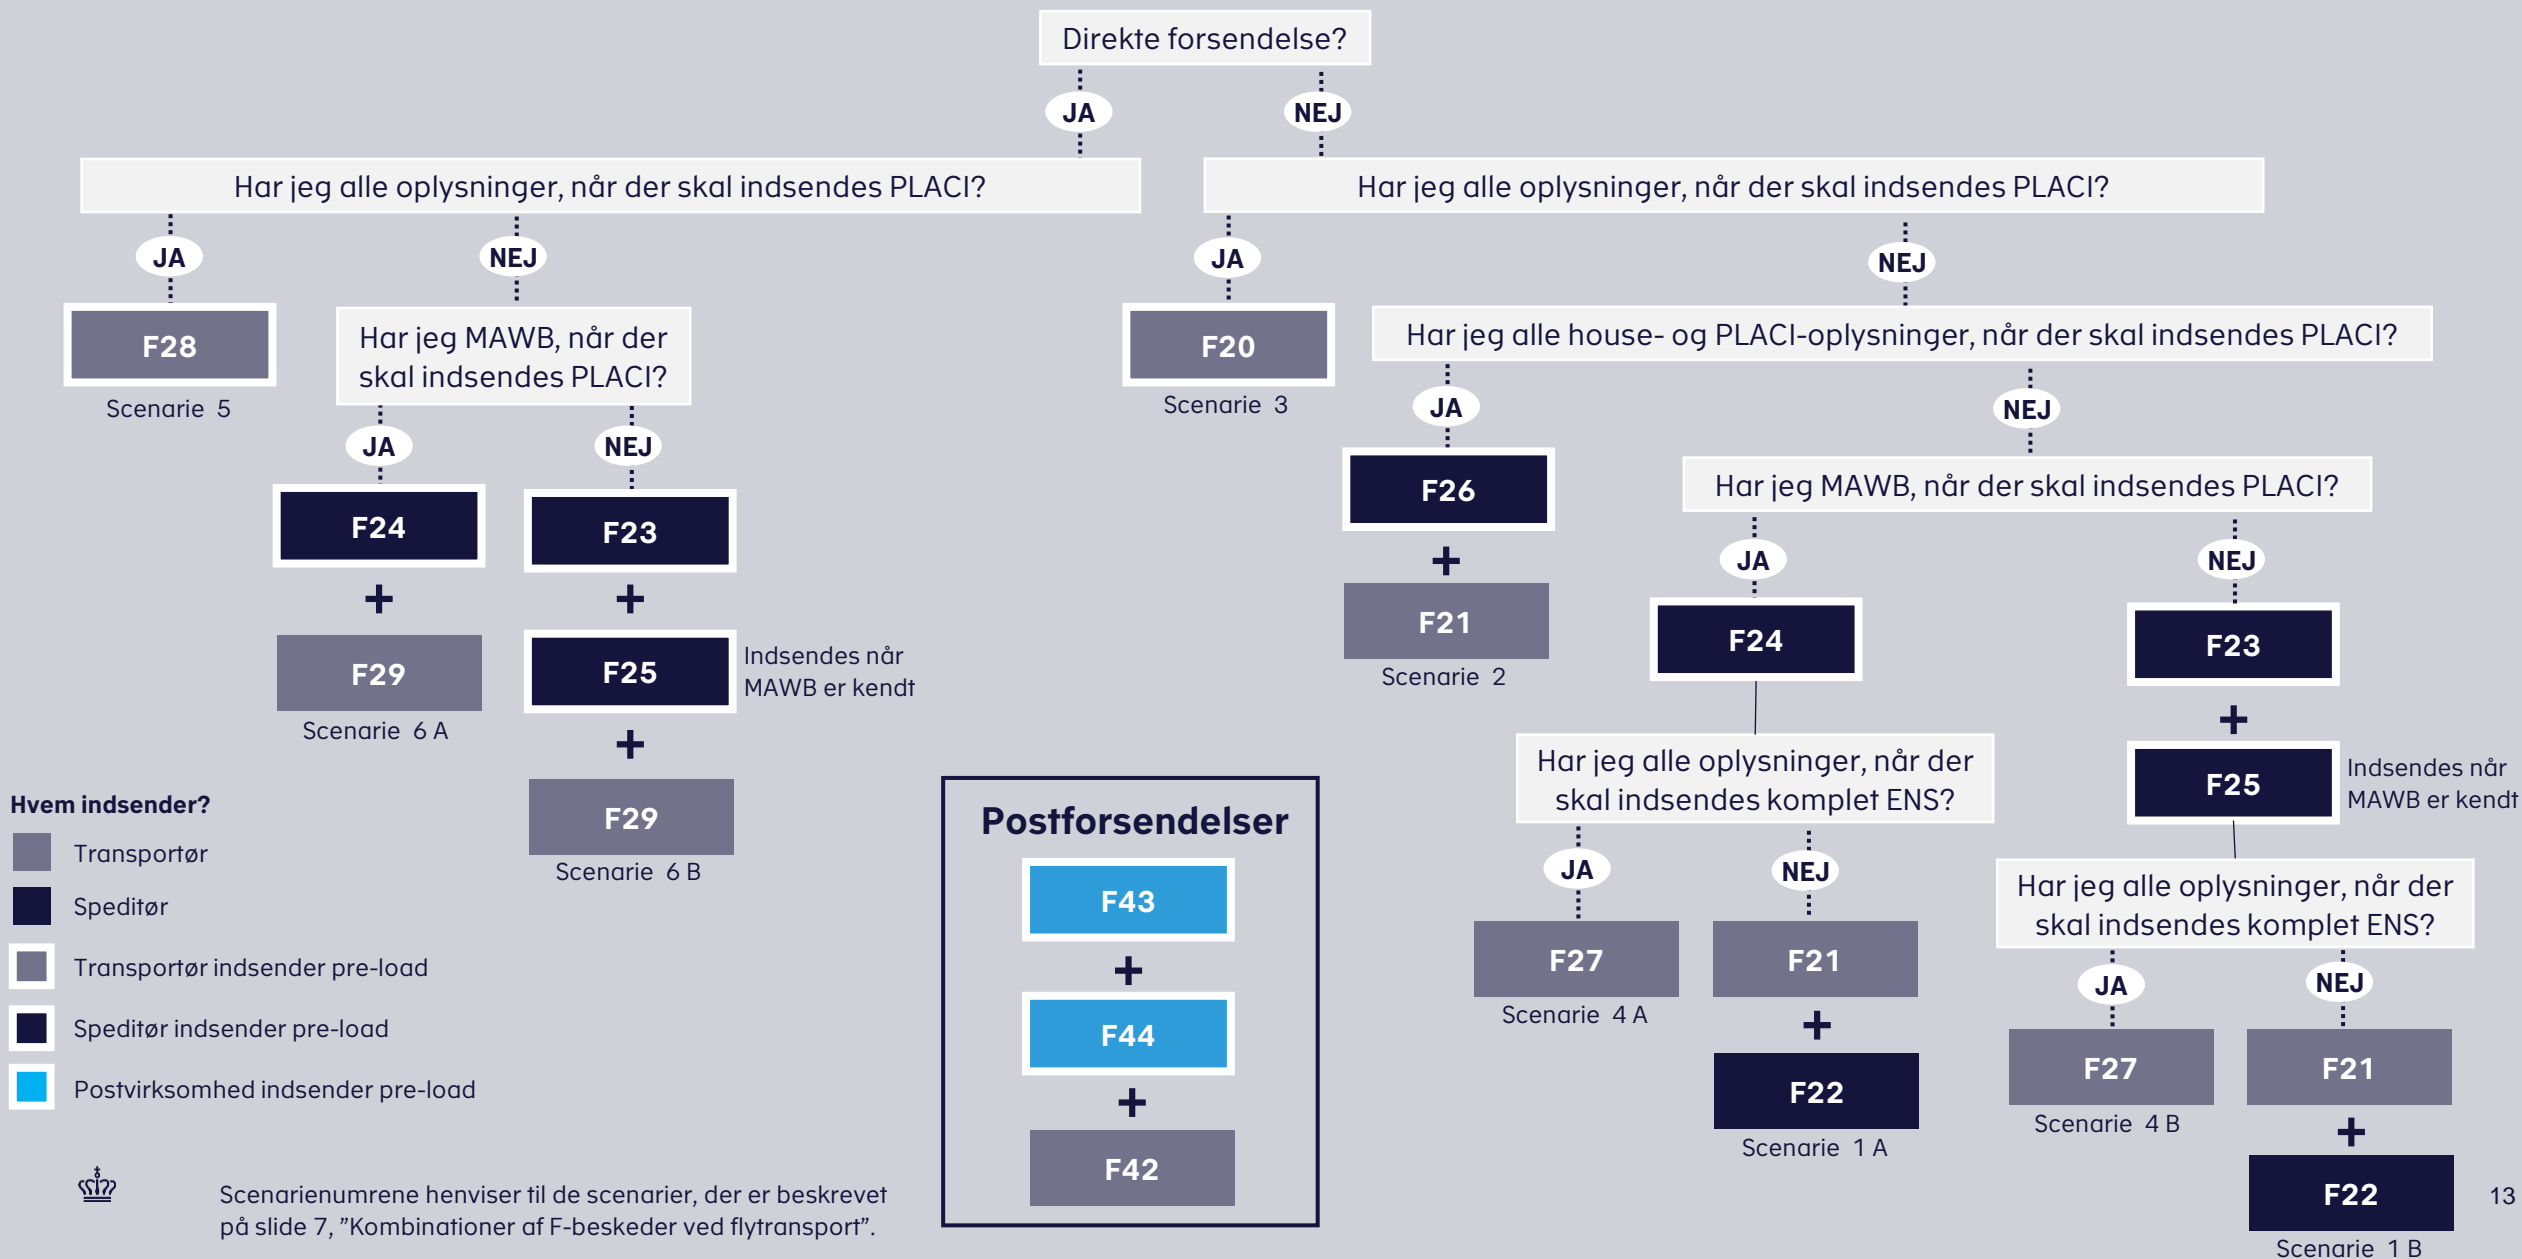 Direkte forsendelse?
JA
NEJ
Har jeg alle oplysninger, når der skal indsendes PLACI?
Har jeg alle oplysninger, når der skal indsendes PLACI?
JA
NEJ
JA
NEJ
F28
Scenarie 5
Har jeg MAWB, når der
skal indsendes PLACI?
JA
NEJ
F24
+
F29
Scenarie 6 A
F23
+
F25
Indsendes når
MAWB er kendt
+
F29
Scenarie 6 B
F20
Scenarie 3
Har jeg alle house- og PLACI-oplysninger, når der skal indsendes PLACI?
JA
NEJ
F26
+
F21
Scenarie 2
Har jeg MAWB, når der skal indsendes PLACI?
JA
NEJ
F24
Har jeg alle oplysninger, når der
skal indsendes komplet ENS?
JA
NEJ
F27
Scenarie 4 A
F21
+
F22
Scenarie 1 A
F23
+
F25
Indsendes når
MAWB er kendt
Har jeg alle oplysninger, når der
skal indsendes komplet ENS?
JA
NEJ
F27
Scenarie 4 B
F21
+
F22
Scenarie 1 B
Hvem indsender?
Transportør
Speditør
Transportør indsender pre-load
Speditør indsender pre-load
Postvirksomhed indsender pre-load
Postforsendelser
F43
+
F44
+
F42
Scenarienumrene henviser til de scenarier, der er beskrevet
på slide 7, ”Kombinationer af F-beskeder ved flytransport”.
13